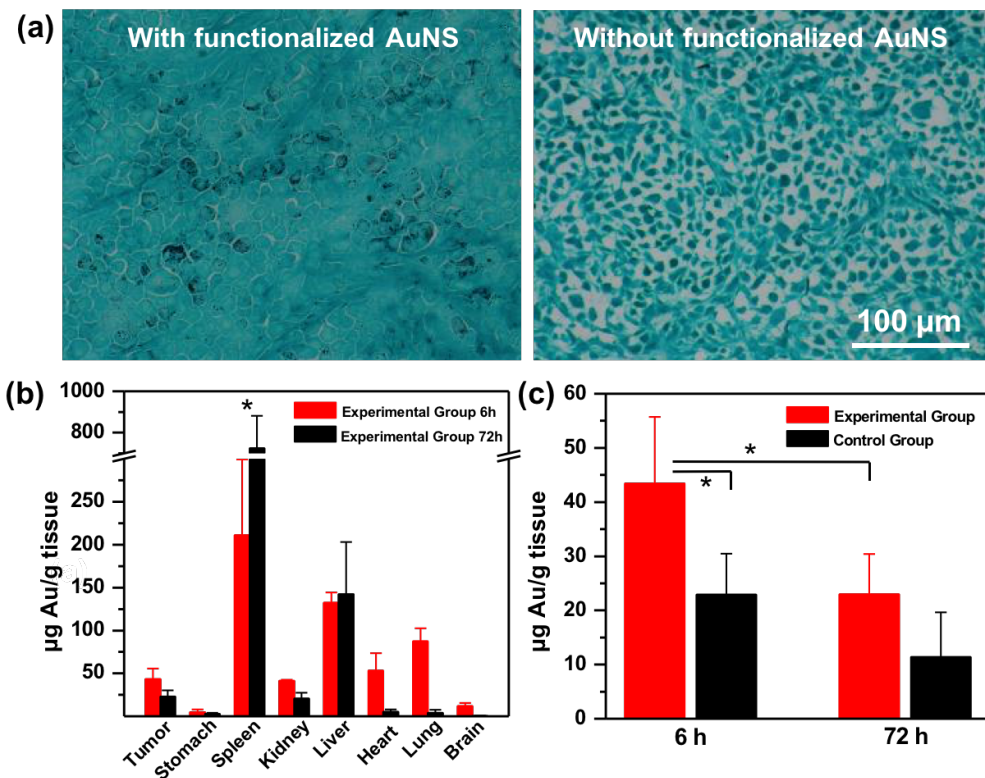 (a)
With functionalized AuNS
Without functionalized AuNS
100 µm
(b)
1000
800
250
200
150
100
50
µg Au/g tissue
*
Experimental Group 6h
Experimental Group 72h
Tumor
Stomach
Spleen
Kidney
Liver
Heart
Lung
Brain
(c)
60
50
40
30
20
10
0
µg Au/g tissue
Experimental Group
Control Group
*
*
6 h
72 h